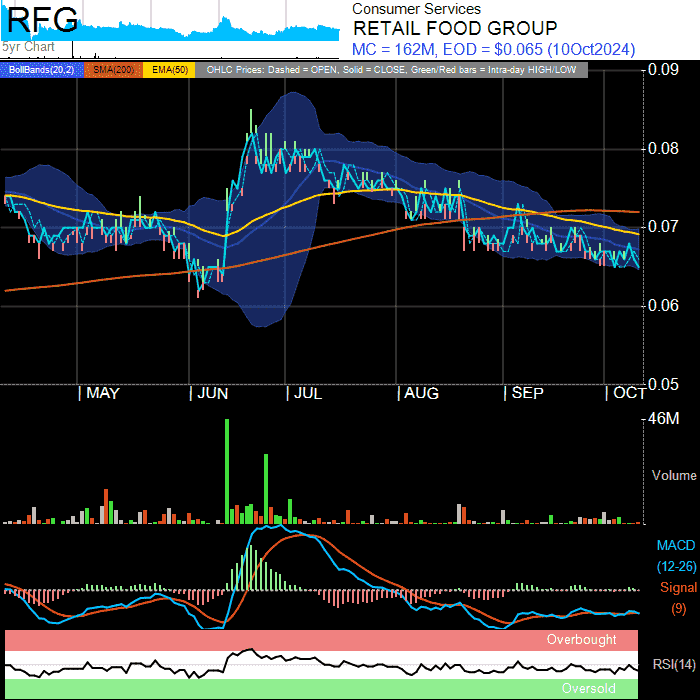 RFG
5yr Chart
Consumer Services
RETAIL FOOD GROUP
MC = 162M, EOD = $0.065 (10Oct2024)
BollBands(20,2) SMA(200) EMA(50) OHLC Prices: Dashed = OPEN, Solid = CLOSE, Green/Red bars = Intra-day HIGH/LOW
0.09
0.08
0.07
0.06
0.05
| MAY | JUN | JUL | AUG | SEP | OCT
46M
Volume
MACD
(12-26)
Signal
(9)
Overbought
RSI(14)
Oversold